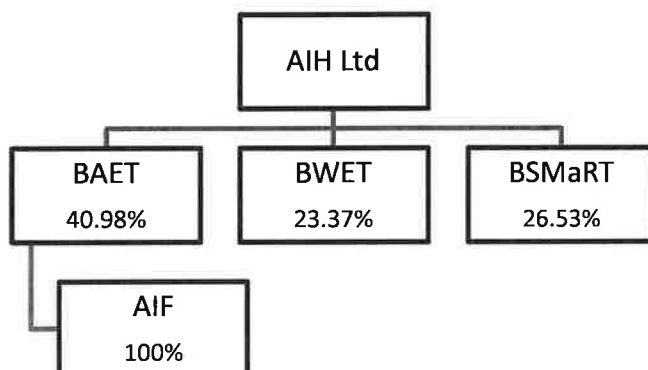 AIH Ltd
BAET
40.98%
BWET
23.37%
BSMaRT
26.53%
AIF
100%